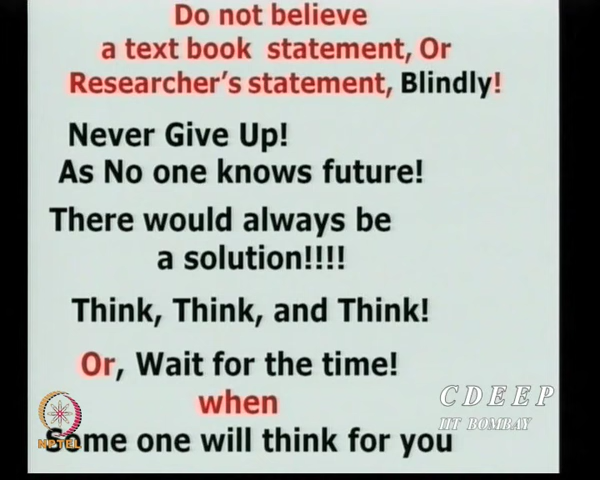 Do not believe
a text book statement, Or
Researcher's statement, Blindly!
Never Give Up!
As No one knows future!
There would always be
a solution!!!!
Think, Think, and Think!
Or, Wait for the time!
when
Some one will think for you
NPTEL
CDEEP
IIT BOMBAY